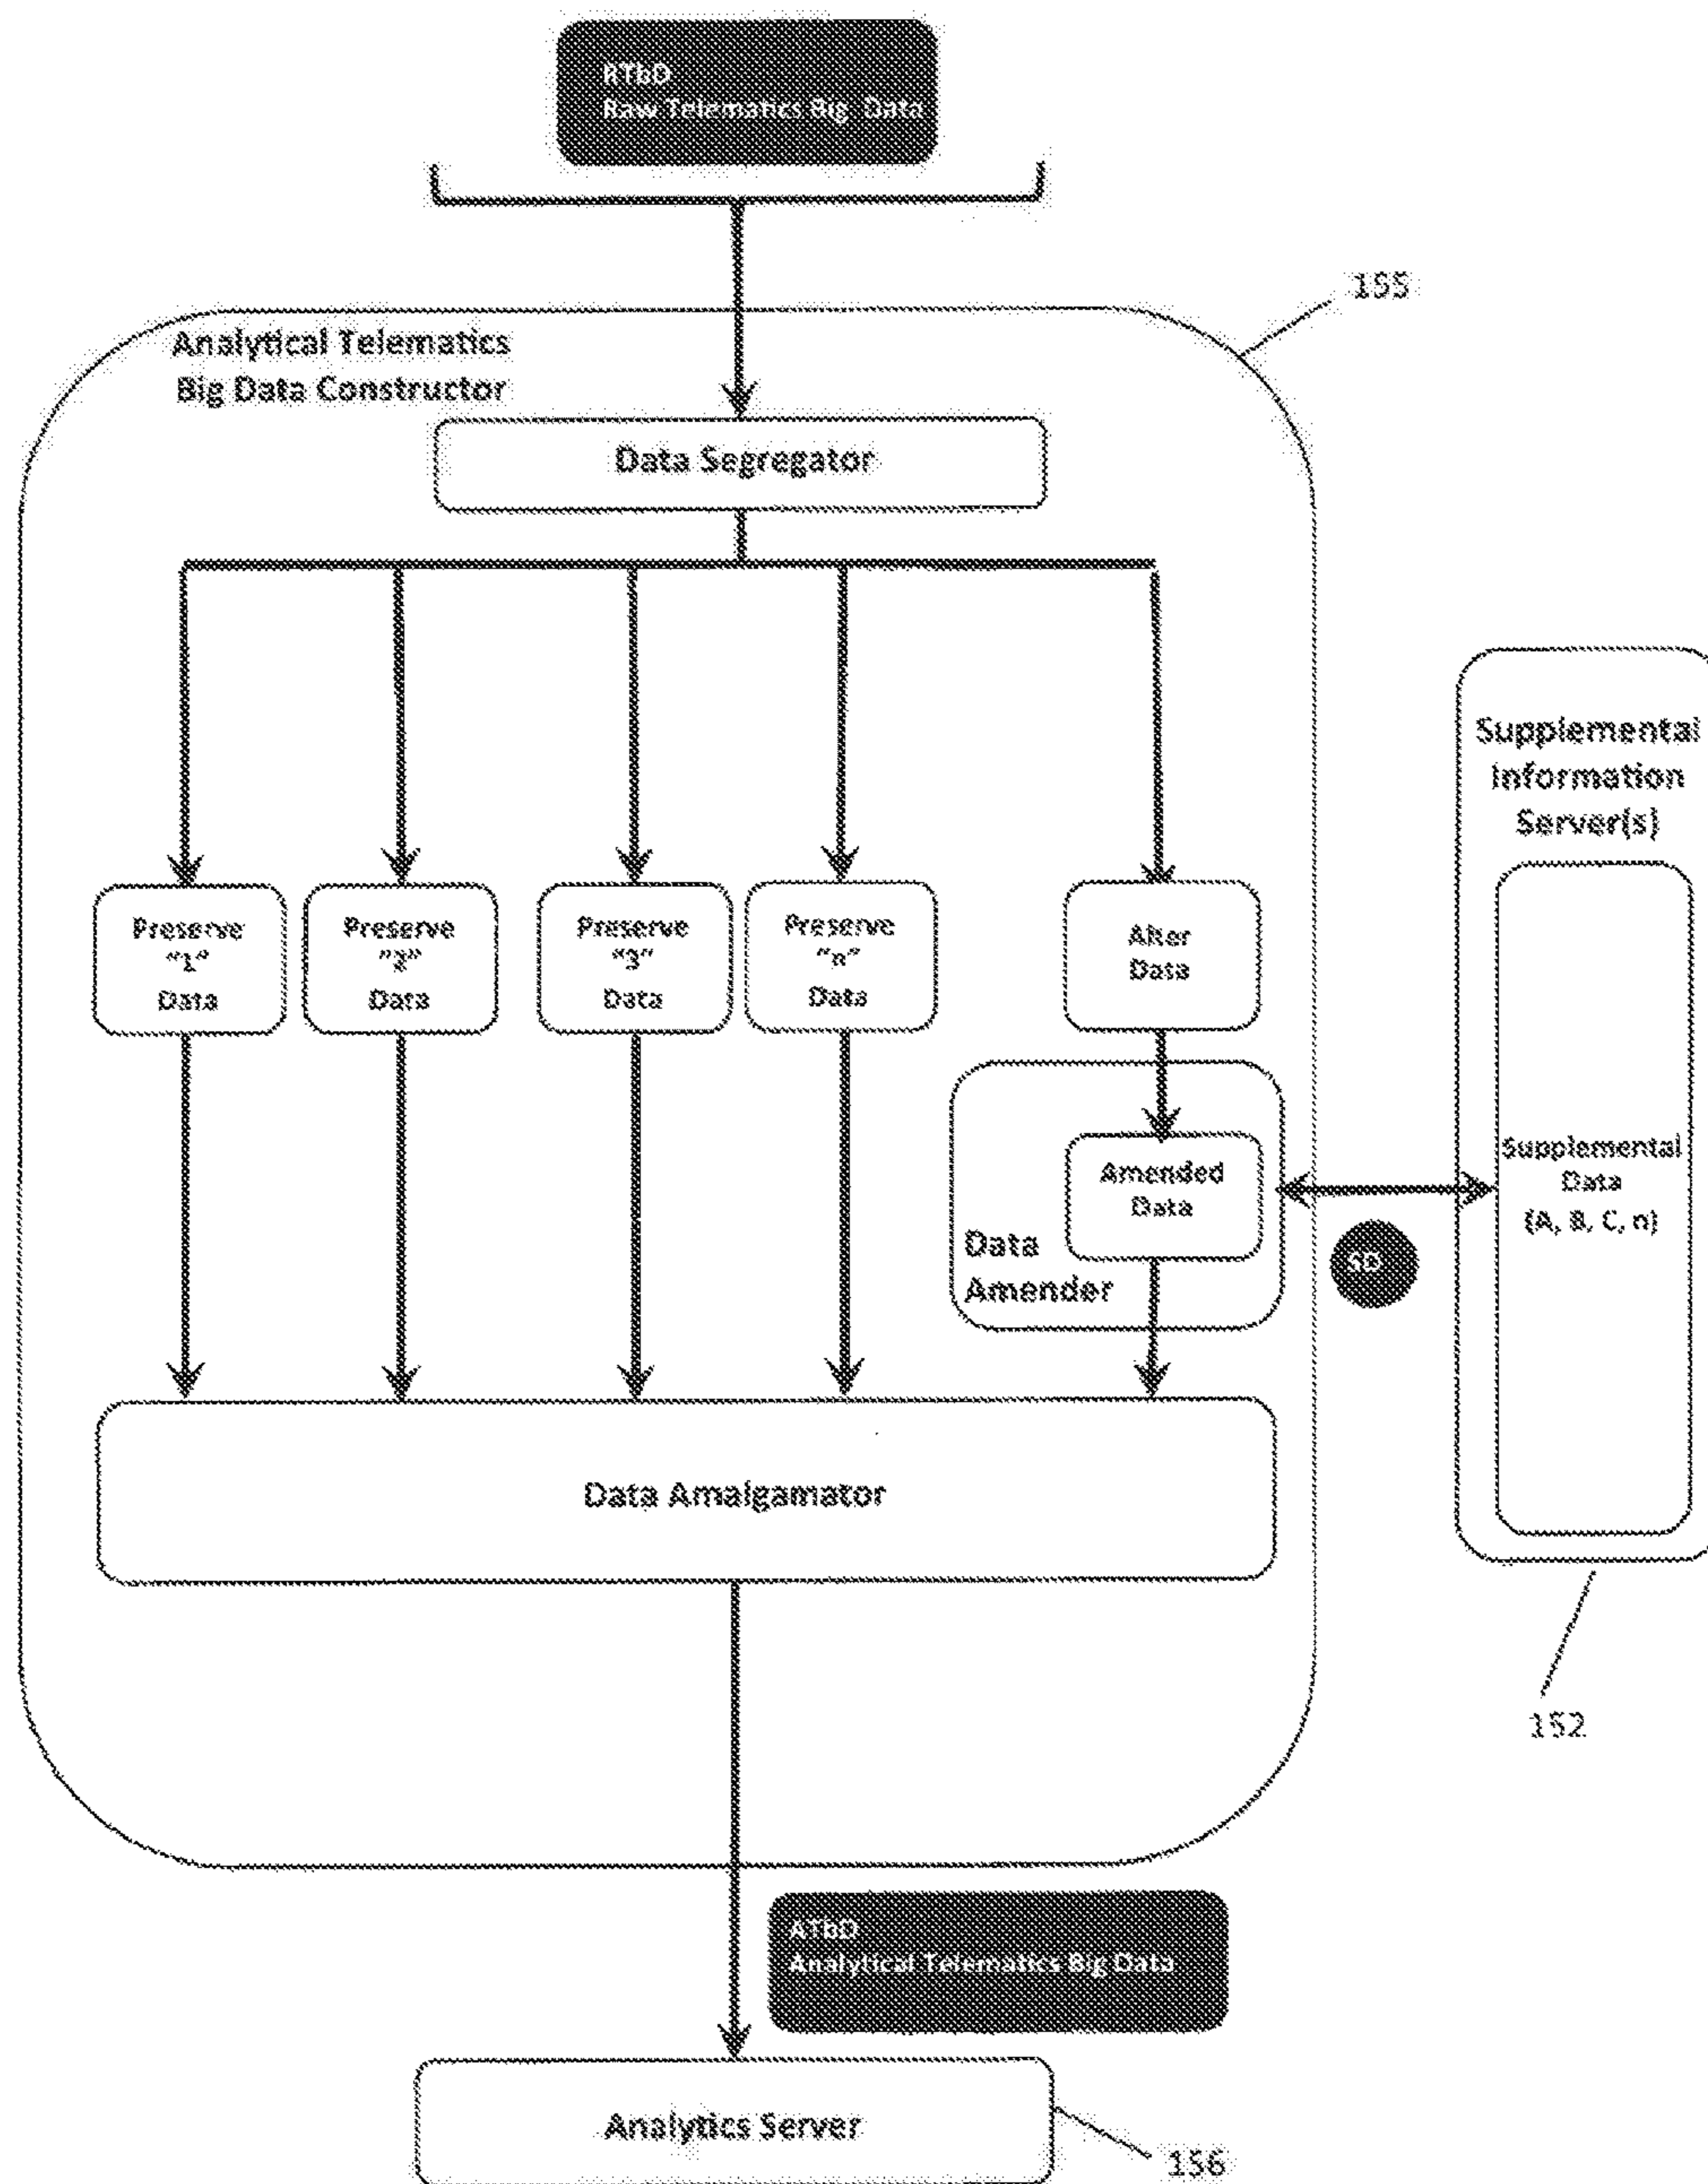 RTbD
Raw Telematics Big Data
155
Analytical Telematics
Big Data Constructor
Data Segregator
Supplemental
Information
Server(s)
Preserve
"1"
Data
Preserve
"2"
Data
Preserve
"3"
Data
Preserve
"n"
Data
Alter
Data
Amended
Data
Data
Amender
Supplemental
Data
(A, B, C, n)
SD
Data Amalgamator
152
ATbD
Analytical Telematics Big Data
Analytics Server
156